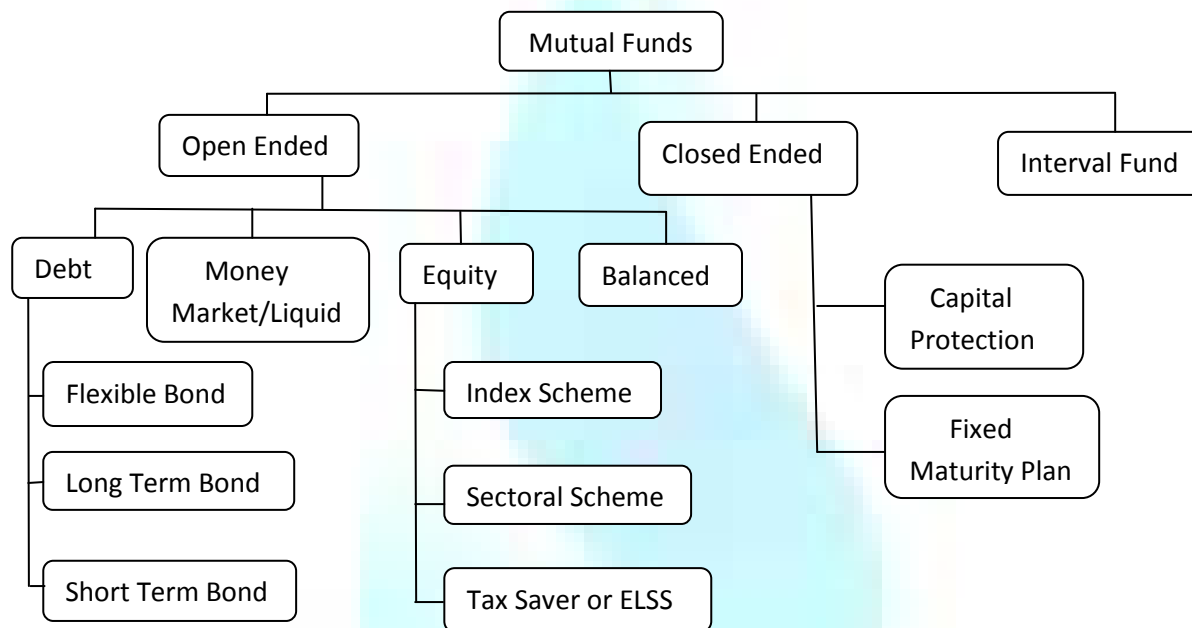 Mutual Funds
Open Ended
Closed Ended
Interval Fund
Debt
Money
Market/Liquid
Equity
Balanced
Capital
Protection
Flexible Bond
Index Scheme
Fixed
Maturity Plan
Long Term Bond
Sectoral Scheme
Short Term Bond
Tax Saver or ELSS